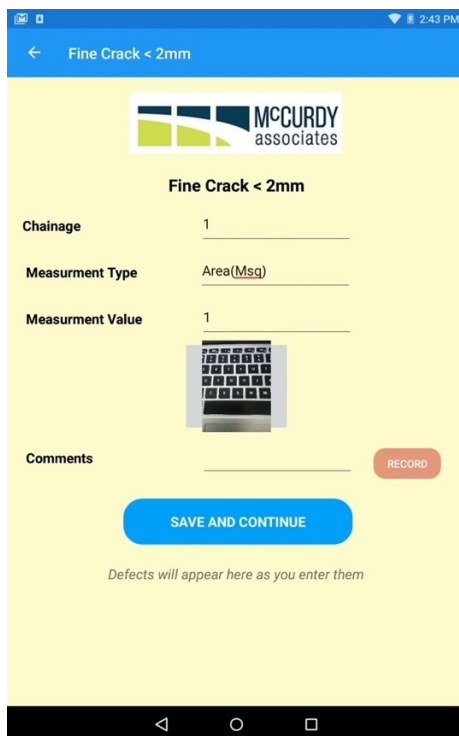 2:43 PM
Fine Crack < 2mm
MCCURDY
associates
Fine Crack < 2mm
Chainage 1
Measurment Type Area(Msq)
Measurment Value 1
Comments
RECORD
SAVE AND CONTINUE
Defects will appear here as you enter them